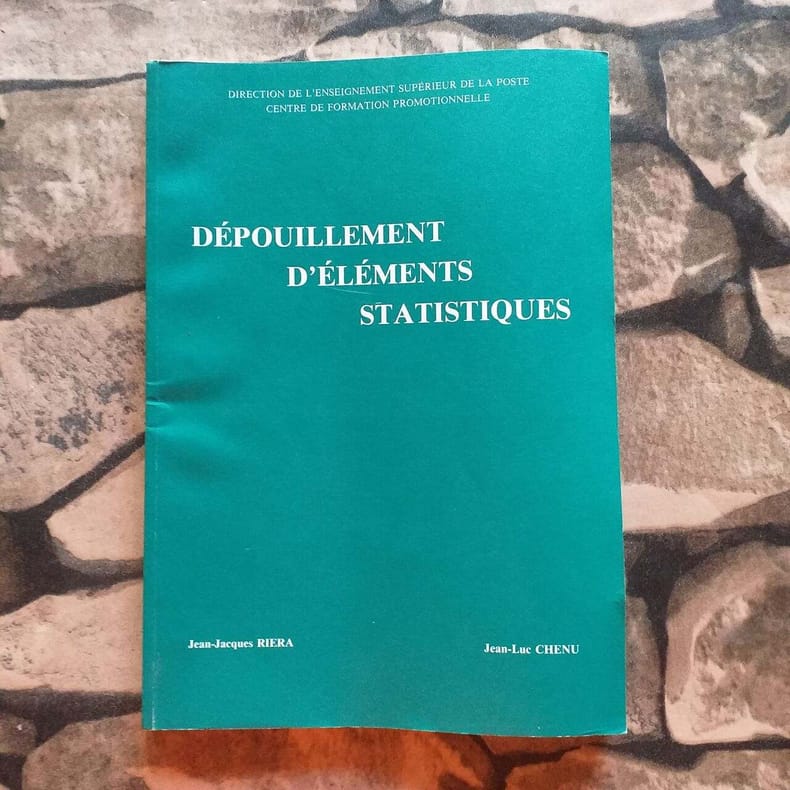 DIRECTION DE L'ENSEIGNEMENT SUPÉRIEUR DE LA POSTE
CENTRE DE FORMATION PROMOTIONNELLE
DÉPOUILLEMENT
D'ÉLÉMENTS
STATISTIQUES
Jean-Jacques RIERA
Jean-Luc CHENU